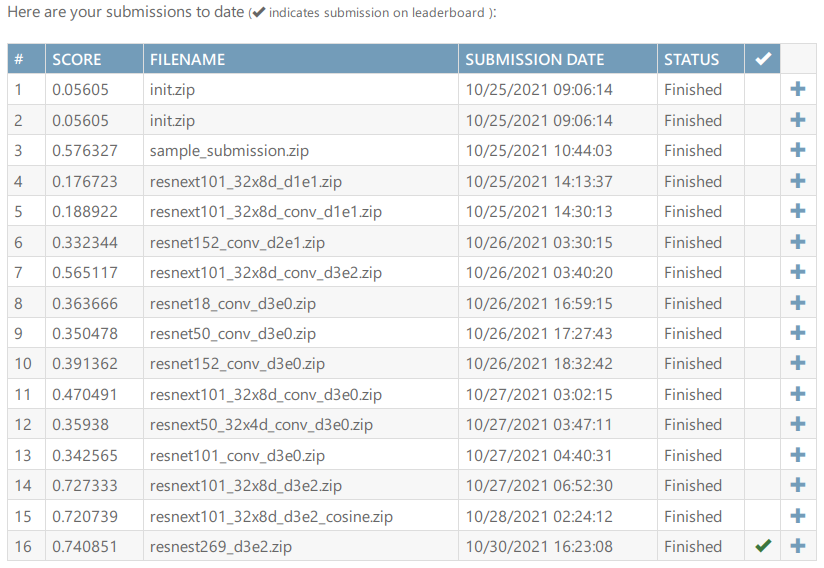 Here are your submissions to date (✔ indicates submission on leaderboard ):
# SCORE FILENAME SUBMISSION DATE STATUS ✔
1 0.05605 init.zip 10/25/2021 09:06:14 Finished
2 0.05605 init.zip 10/25/2021 09:06:14 Finished
3 0.576327 sample_submission.zip 10/25/2021 10:44:03 Finished
4 0.176723 resnext101_32x8d_d1e1.zip 10/25/2021 14:13:37 Finished
5 0.188922 resnext101_32x8d_conv_d1e1.zip 10/25/2021 14:30:13 Finished
6 0.332344 resnet152_conv_d2e1.zip 10/26/2021 03:30:15 Finished
7 0.565117 resnext101_32x8d_conv_d3e2.zip 10/26/2021 03:40:20 Finished
8 0.363666 resnet18_conv_d3e0.zip 10/26/2021 16:59:15 Finished
9 0.350478 resnet50_conv_d3e0.zip 10/26/2021 17:27:43 Finished
10 0.391362 resnet152_conv_d3e0.zip 10/26/2021 18:32:42 Finished
11 0.470491 resnext101_32x8d_conv_d3e0.zip 10/27/2021 03:02:15 Finished
12 0.35938 resnext50_32x4d_conv_d3e0.zip 10/27/2021 03:47:11 Finished
13 0.342565 resnet101_conv_d3e0.zip 10/27/2021 04:40:31 Finished
14 0.727333 resnext101_32x8d_d3e2.zip 10/27/2021 06:52:30 Finished
15 0.720739 resnext101_32x8d_d3e2_cosine.zip 10/28/2021 02:24:12 Finished
16 0.740851 resnest269_d3e2.zip 10/30/2021 16:23:08 Finished ✔